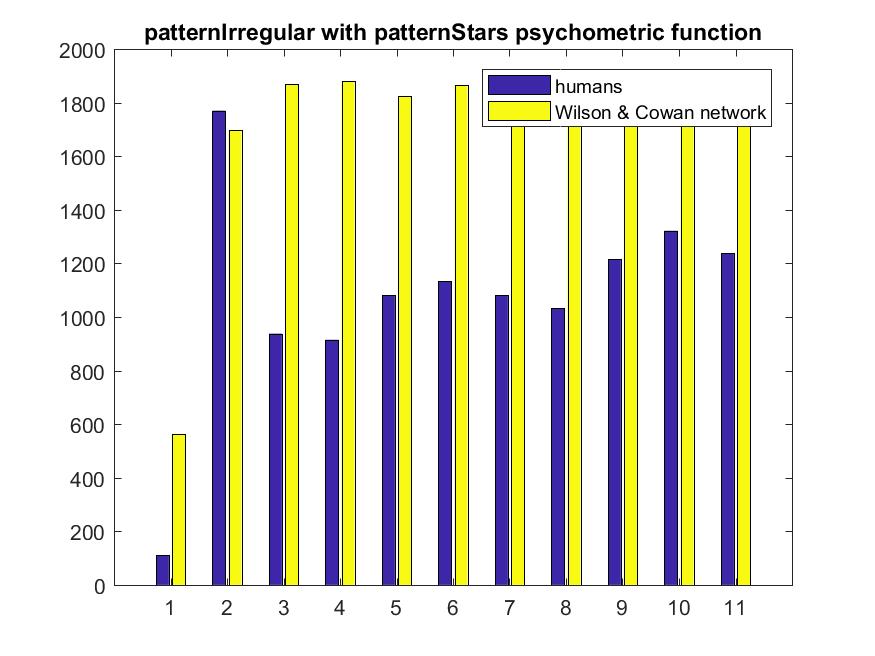 patternIrregular with patternStars psychometric function
2000
1800
1600
1400
1200
1000
800
600
400
200
0
humans
Wilson & Cowan network
1 2 3 4 5 6 7 8 9 10 11